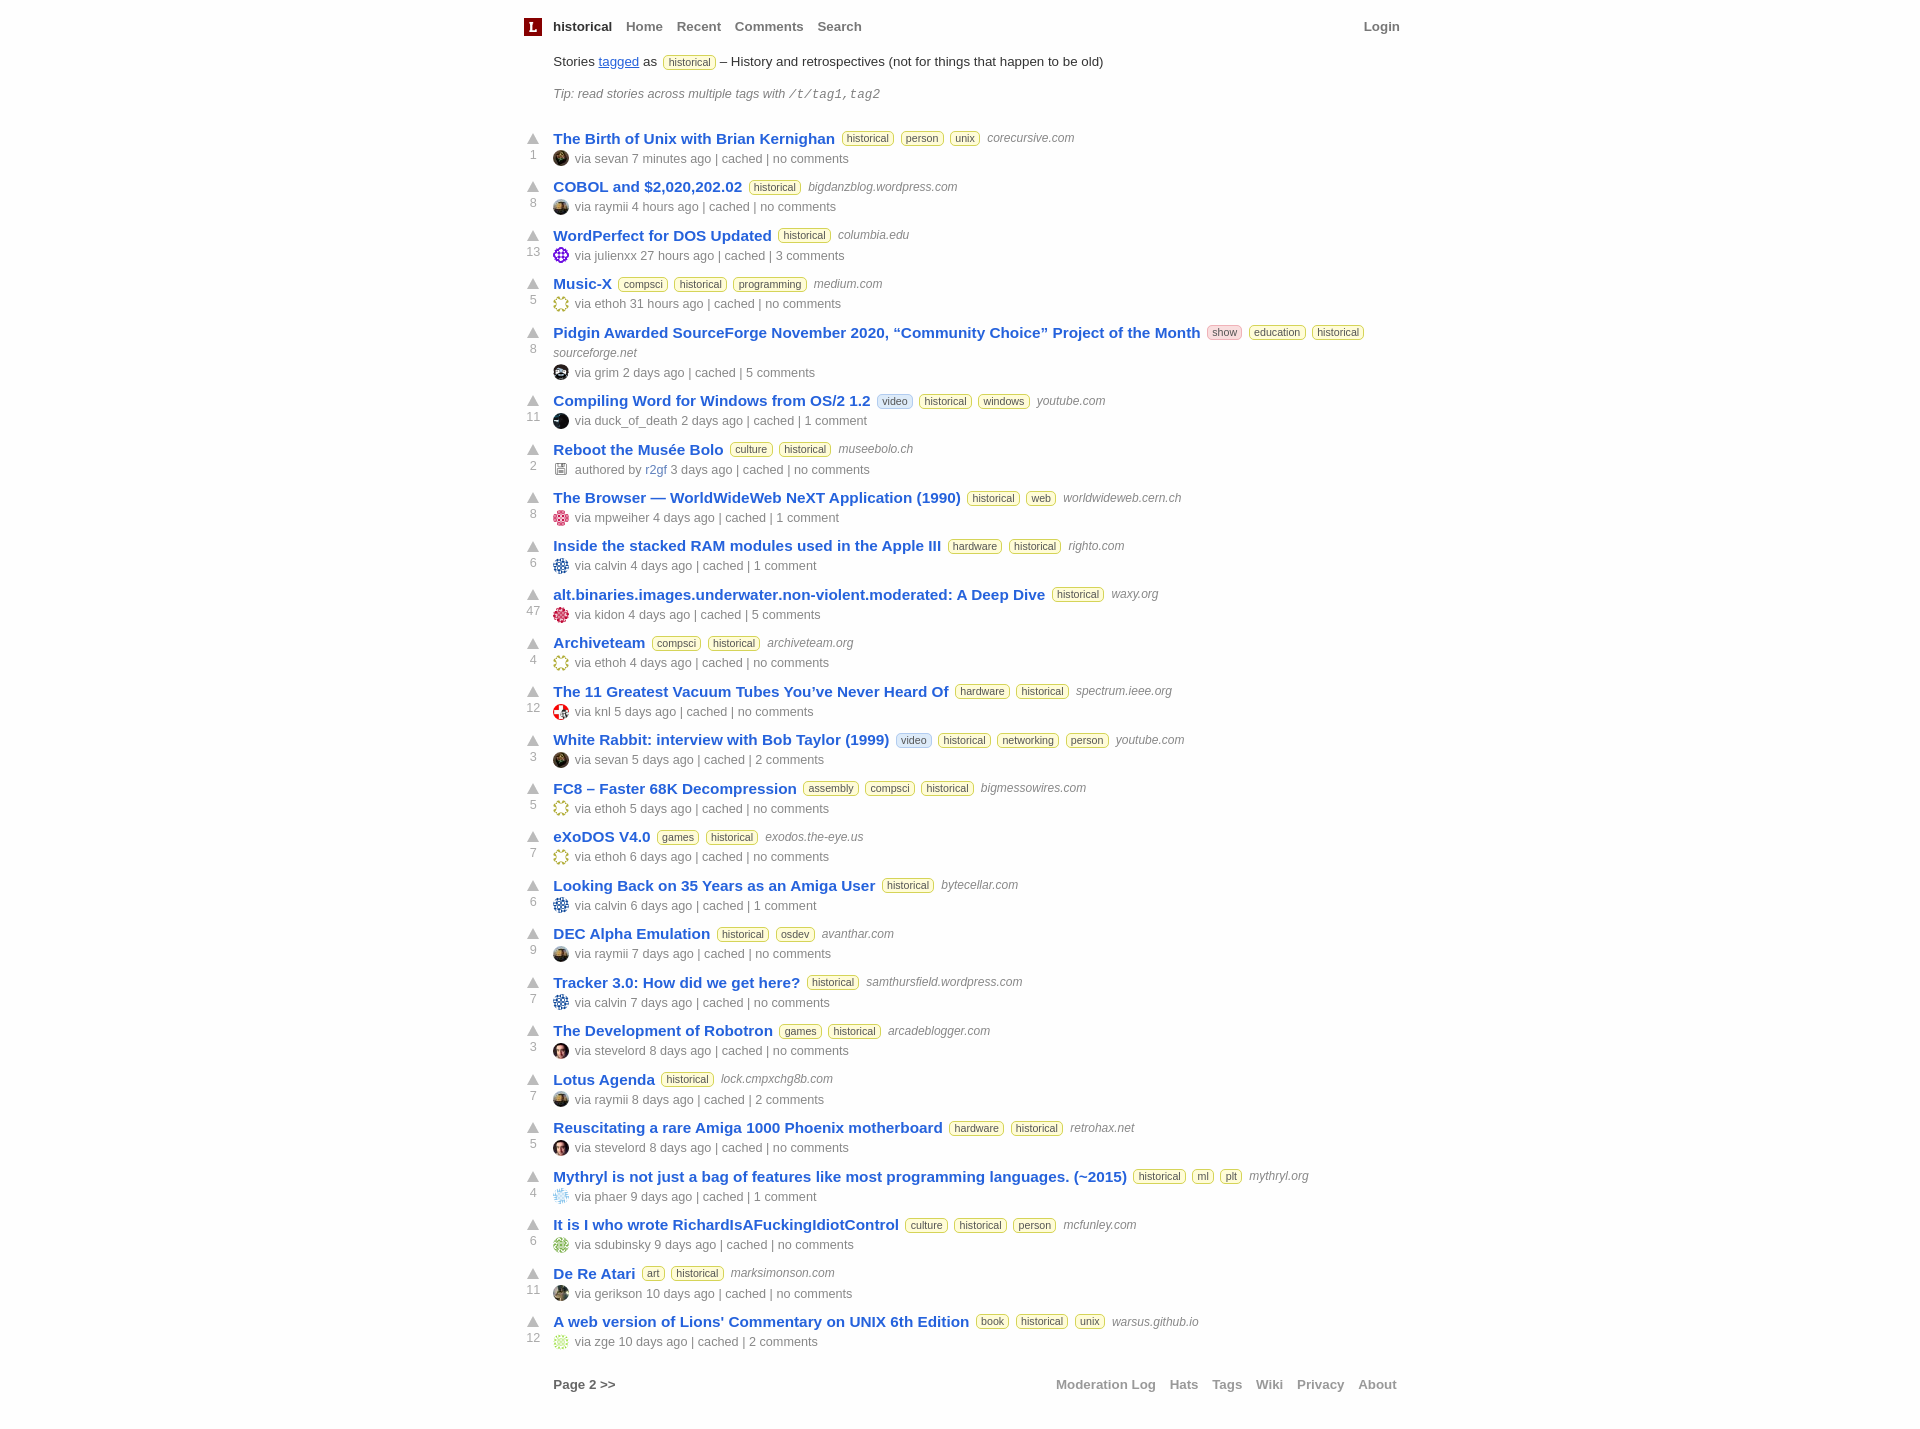 L historical Home Recent Comments Search Login
Stories tagged as historical – History and retrospectives (not for things that happen to be old)
Tip: read stories across multiple tags with /t/tag1,tag2
The Birth of Unix with Brian Kernighan historical person unix corecursive.com
1 via sevan 7 minutes ago | cached | no comments
COBOL and $2,020,202.02 historical bigdanzblog.wordpress.com
8 via raymii 4 hours ago | cached | no comments
WordPerfect for DOS Updated historical columbia.edu
13 via julienxx 27 hours ago | cached | 3 comments
Music-X compsci historical programming medium.com
5 via ethoh 31 hours ago | cached | no comments
Pidgin Awarded SourceForge November 2020, “Community Choice” Project of the Month show education historical
8 sourceforge.net
via grim 2 days ago | cached | 5 comments
Compiling Word for Windows from OS/2 1.2 video historical windows youtube.com
11 via duck_of_death 2 days ago | cached | 1 comment
Reboot the Musée Bolo culture historical museebolo.ch
2 authored by r2gf 3 days ago | cached | no comments
The Browser — WorldWideWeb NeXT Application (1990) historical web worldwideweb.cern.ch
8 via mpweiher 4 days ago | cached | 1 comment
Inside the stacked RAM modules used in the Apple III hardware historical righto.com
6 via calvin 4 days ago | cached | 1 comment
alt.binaries.images.underwater.non-violent.moderated: A Deep Dive historical waxy.org
47 via kidon 4 days ago | cached | 5 comments
Archiveteam compsci historical archiveteam.org
4 via ethoh 4 days ago | cached | no comments
The 11 Greatest Vacuum Tubes You’ve Never Heard Of hardware historical spectrum.ieee.org
12 via knl 5 days ago | cached | no comments
White Rabbit: interview with Bob Taylor (1999) video historical networking person youtube.com
3 via sevan 5 days ago | cached | 2 comments
FC8 – Faster 68K Decompression assembly compsci historical bigmessowires.com
5 via ethoh 5 days ago | cached | no comments
eXoDOS V4.0 games historical exodos.the-eye.us
7 via ethoh 6 days ago | cached | no comments
Looking Back on 35 Years as an Amiga User historical bytecellar.com
6 via calvin 6 days ago | cached | 1 comment
DEC Alpha Emulation historical osdev avanthar.com
9 via raymii 7 days ago | cached | no comments
Tracker 3.0: How did we get here? historical samthursfield.wordpress.com
7 via calvin 7 days ago | cached | no comments
The Development of Robotron games historical arcadeblogger.com
3 via stevelord 8 days ago | cached | no comments
Lotus Agenda historical lock.cmpxchg8b.com
7 via raymii 8 days ago | cached | 2 comments
Reuscitating a rare Amiga 1000 Phoenix motherboard hardware historical retrohax.net
5 via stevelord 8 days ago | cached | no comments
Mythryl is not just a bag of features like most programming languages. (~2015) historical ml plt mythryl.org
4 via phaer 9 days ago | cached | 1 comment
It is I who wrote RichardIsAFuckingIdiotControl culture historical person mcfunley.com
6 via sdubinsky 9 days ago | cached | no comments
De Re Atari art historical marksimonson.com
11 via gerikson 10 days ago | cached | no comments
A web version of Lions' Commentary on UNIX 6th Edition book historical unix warsus.github.io
12 via zge 10 days ago | cached | 2 comments
Page 2 >> Moderation Log Hats Tags Wiki Privacy About